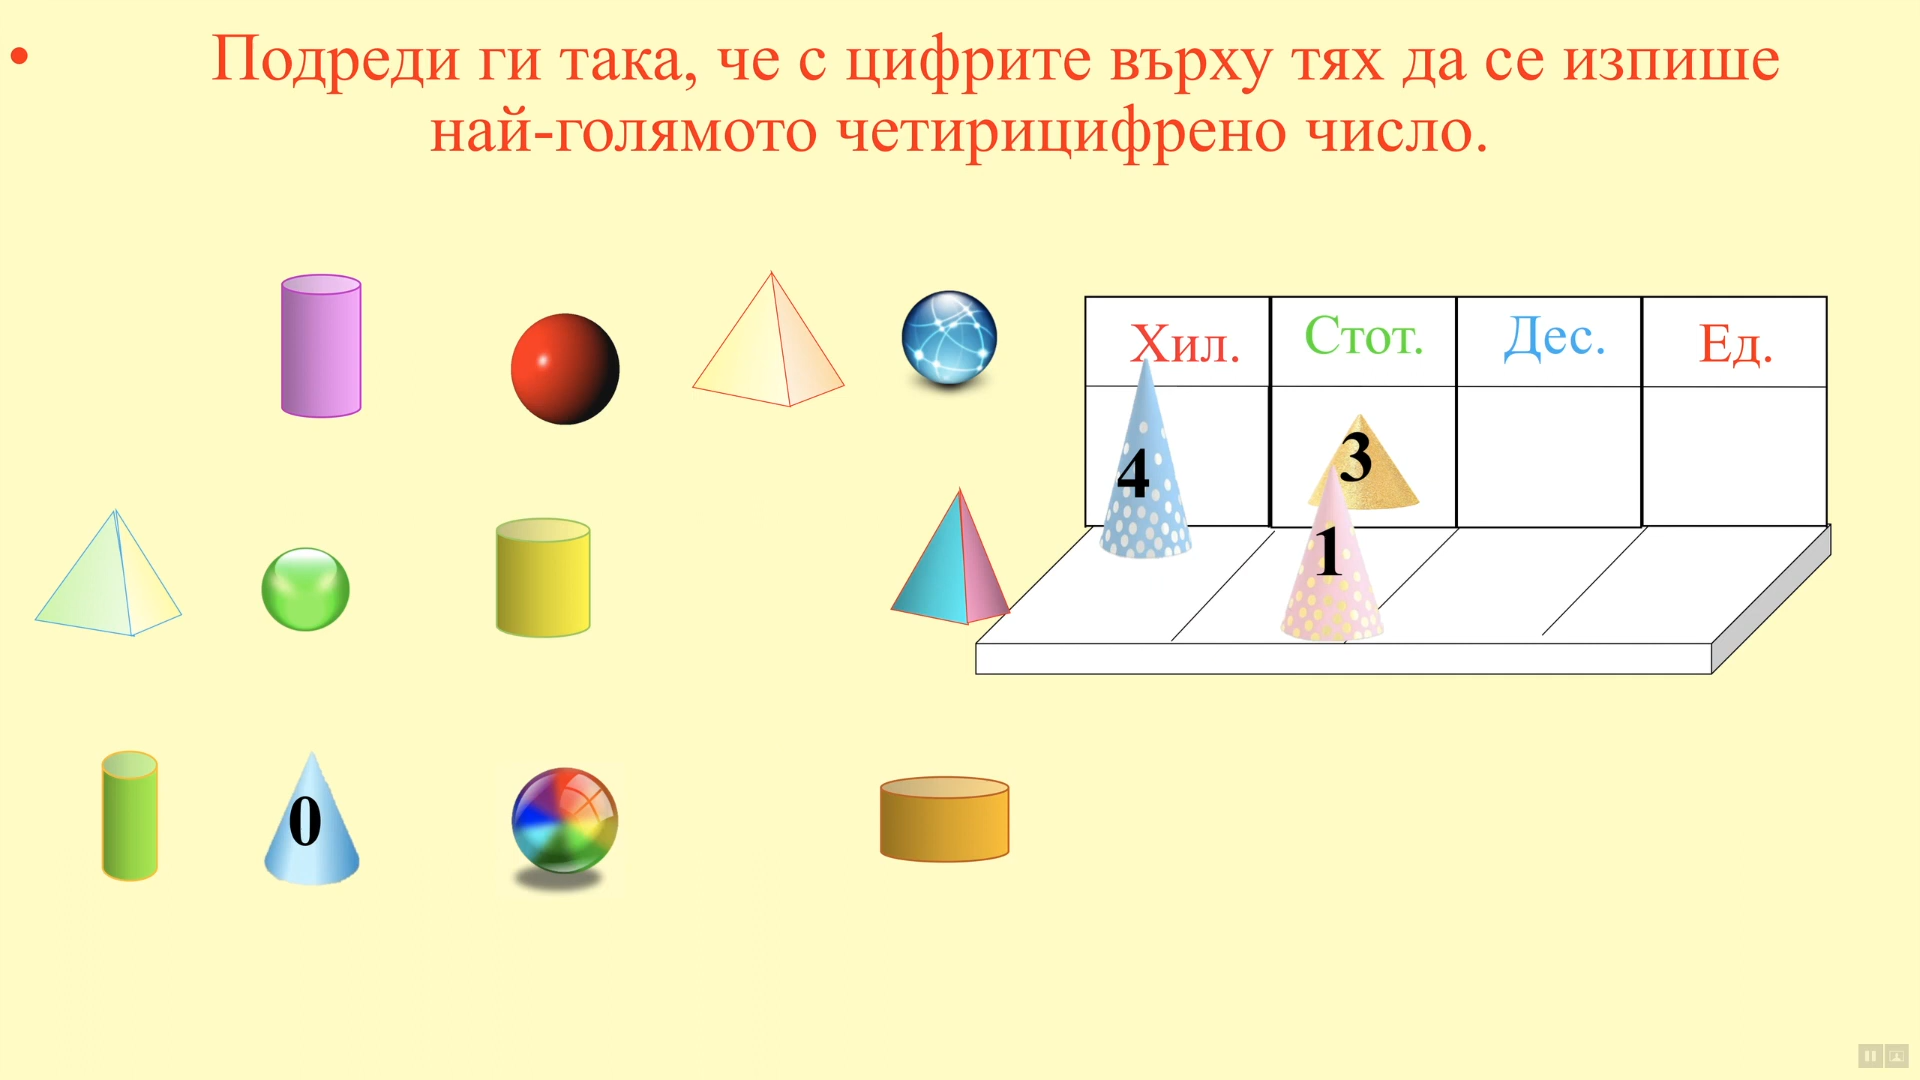 • Подреди ги така, че с цифрите върху тях да се изпише
най-голямото четирицифрено число.
Хил. Стот. Дес. Ед.
4 3
1
0